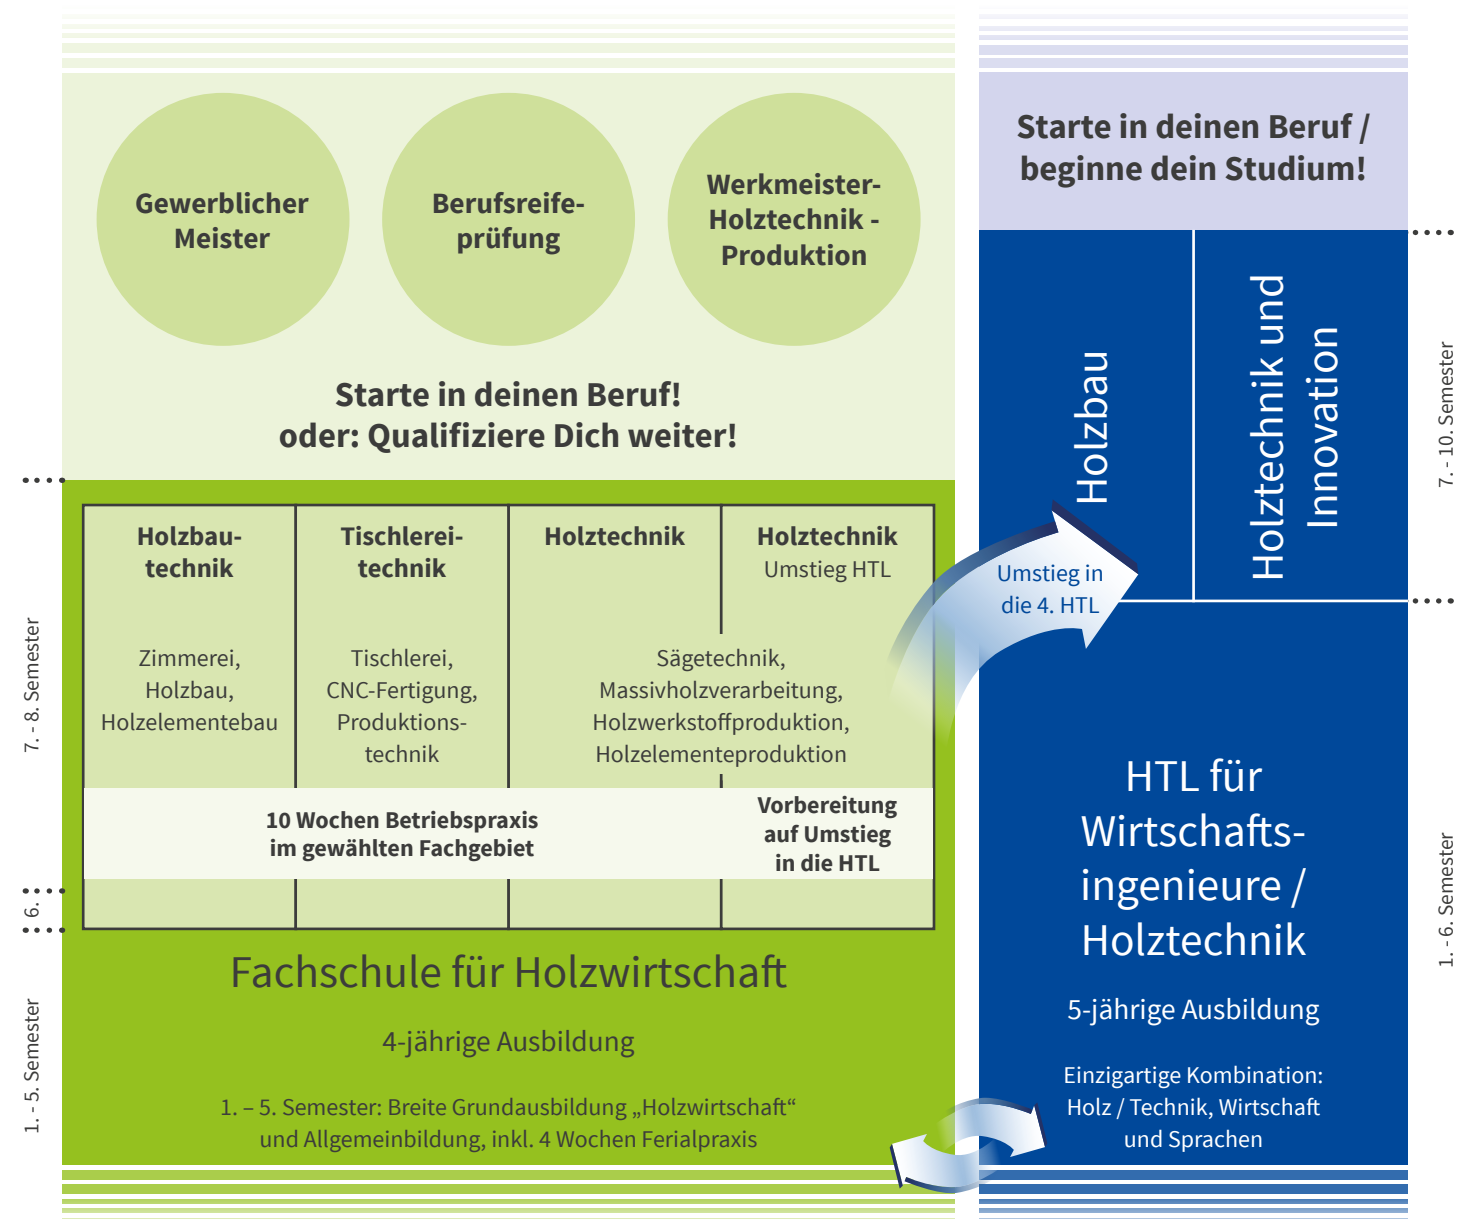 Gewerblicher
Meister
Berufsreife-
prüfung
Werkmeister-
Holztechnik -
Produktion
Starte in deinen Beruf!
oder: Qualifiziere Dich weiter!
7. - 8. Semester
6.
1. - 5. Semester
Holzbau-
technik
Zimmerei,
Holzbau,
Holzelementebau
Tischlerei-
technik
Tischlerei,
CNC-Fertigung,
Produktions-
technik
Holztechnik
Holztechnik
Umstieg HTL
Sägetechnik,
Massivholzverarbeitung,
Holzwerkstoffproduktion,
Holzelementeproduktion
10 Wochen Betriebspraxis
im gewählten Fachgebiet
Vorbereitung
auf Umstieg
in die HTL
Fachschule für Holzwirtschaft
4-jährige Ausbildung
1. – 5. Semester: Breite Grundausbildung „Holzwirtschaft“
und Allgemeinbildung, inkl. 4 Wochen Ferialpraxis
Starte in deinen Beruf /
beginne dein Studium!
Holzbau
Holztechnik und
Innovation
7. - 10. Semester
Umstieg in
die 4. HTL
HTL für
Wirtschafts-
ingenieure /
Holztechnik
5-jährige Ausbildung
Einzigartige Kombination:
Holz / Technik, Wirtschaft
und Sprachen
1. - 6. Semester